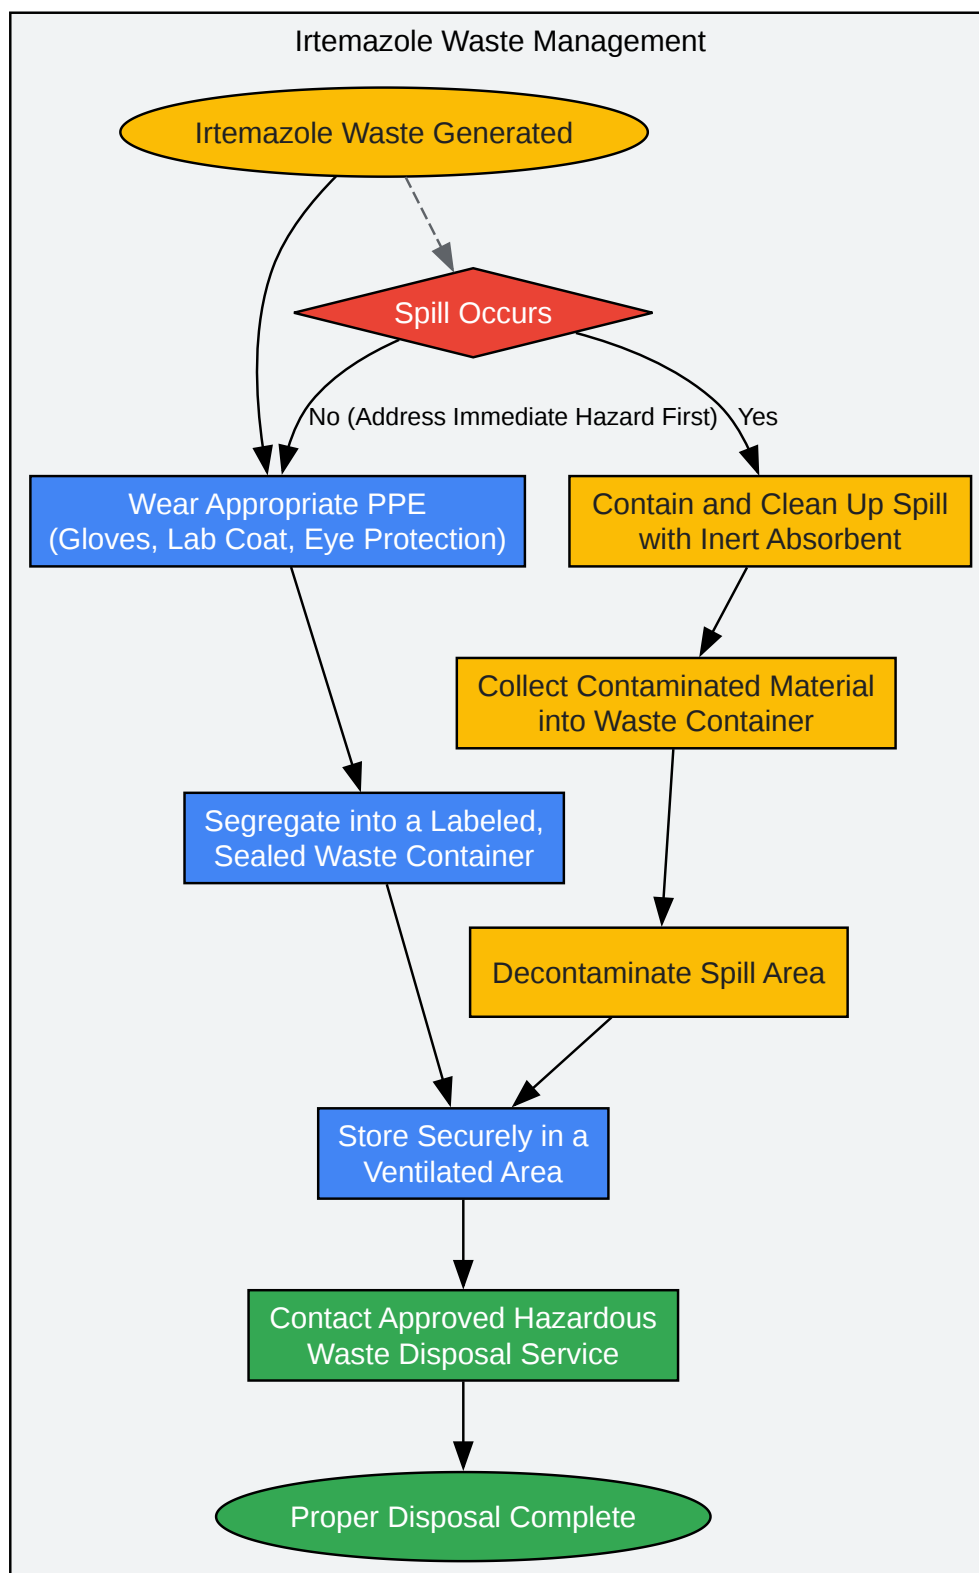 Irtemazole Waste Management
Irtemazole Waste Generated
Spill Occurs
No (Address Immediate Hazard First)
Yes
Wear Appropriate PPE
(Gloves, Lab Coat, Eye Protection)
Contain and Clean Up Spill
with Inert Absorbent
Collect Contaminated Material
into Waste Container
Segregate into a Labeled,
Sealed Waste Container
Decontaminate Spill Area
Store Securely in a
Ventilated Area
Contact Approved Hazardous
Waste Disposal Service
Proper Disposal Complete